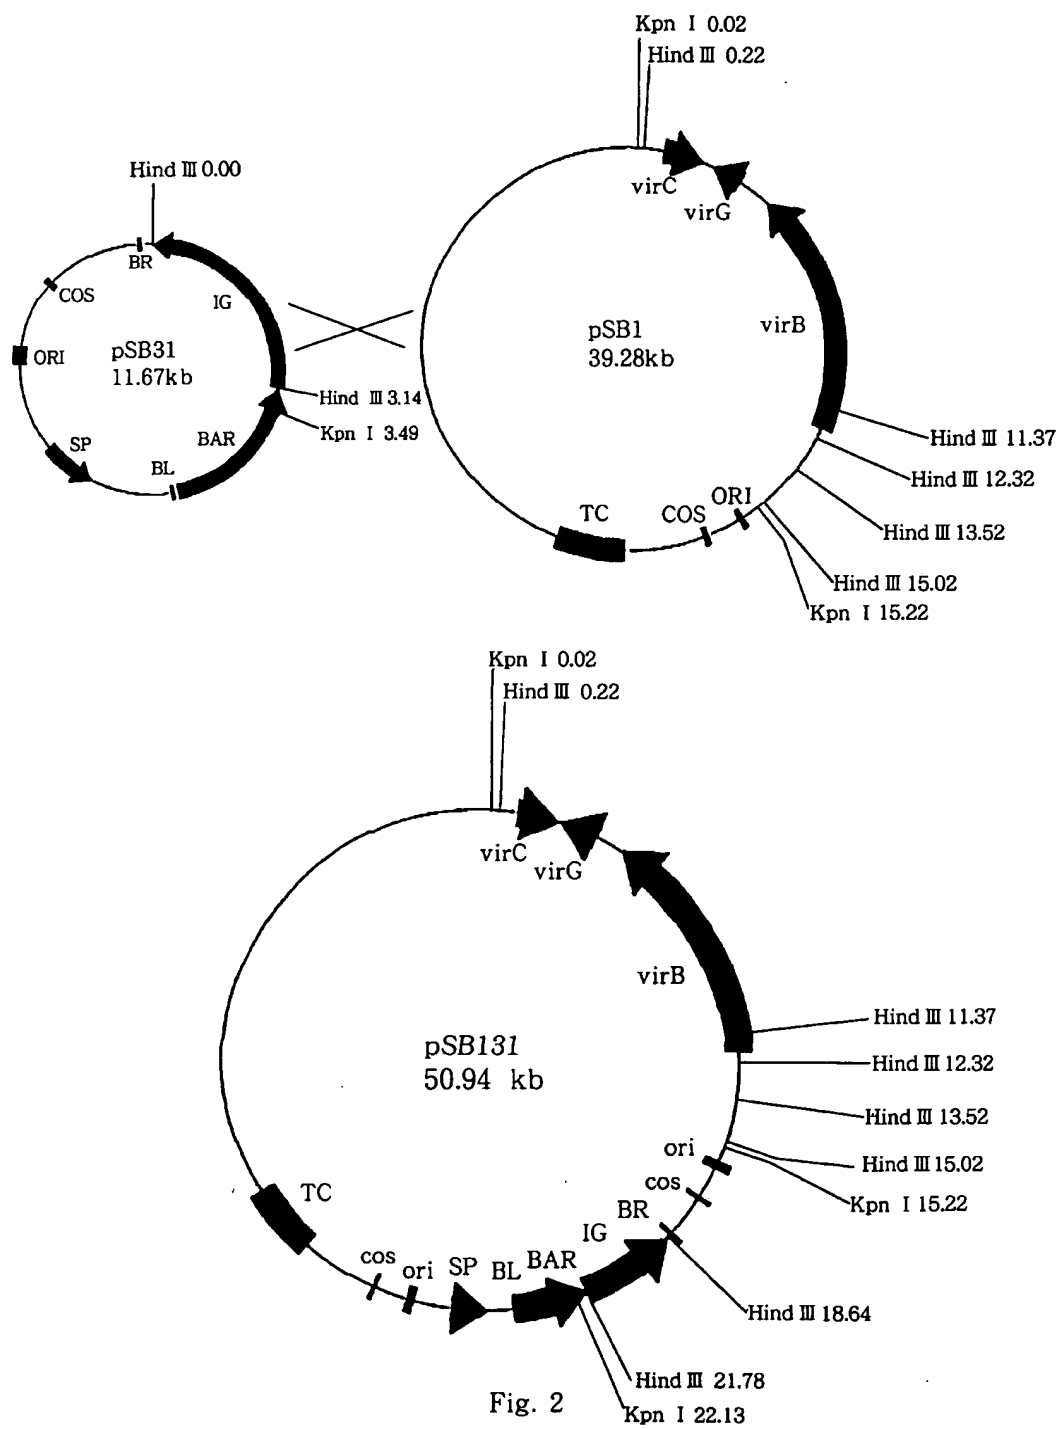 Kpn I 0.02
Hind III 0.22
Hind III 0.00
virC
virG
BR
COS
IG
virB
pSB31
11.67kb
ORI
pSB1
39.28kb
Hind III 3.14
Kpn I 3.49
SP
BAR
BL
Hind III 11.37
Hind III 12.32
Hind III 13.52
Hind III 15.02
Kpn I 15.22
TC
COS
ORI
Kpn I 0.02
Hind III 0.22
virC
virG
virB
pSB131
50.94 kb
Hind III 11.37
Hind III 12.32
Hind III 13.52
Hind III 15.02
Kpn I 15.22
ori
cos
BR
IG
BAR
BL
SP
ori
cos
TC
Hind III 18.64
Hind III 21.78
Kpn I 22.13
Fig. 2